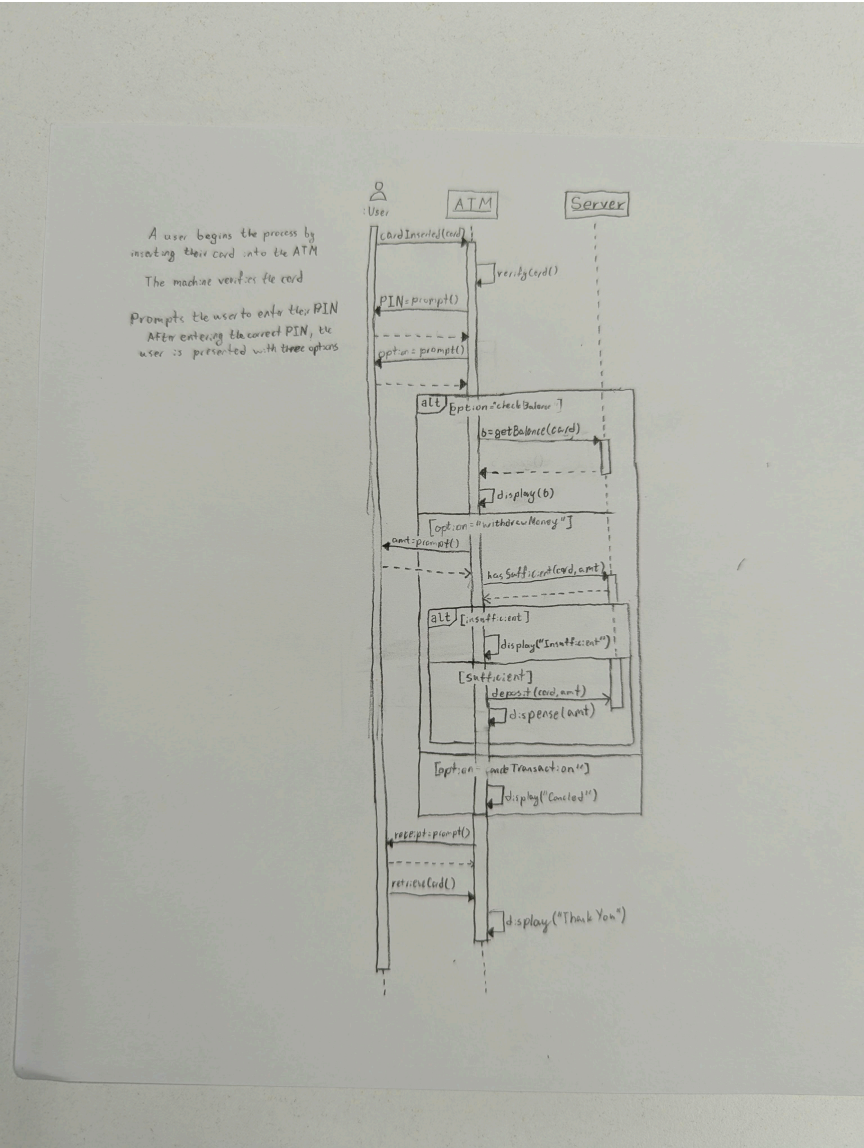 :User
ATM
Server
A user begins the process by
inserting their card into the ATM
The machine verifies the card
Prompts the user to enter their PIN
After entering the correct PIN, the
user is presented with three options
cardInserted(card)
verifyCard()
PIN=prompt()
option=prompt()
alt
[option="checkBalance"]
b=getBalance(card)
display(b)
[option="withdrawMoney"]
amt=prompt()
hasSufficient(card,amt)
alt
[insufficient]
display("Insufficient")
[Sufficient]
deposit(card,amt)
dispense(amt)
[option= Transaction"]
display("Cancled")
receipt=prompt()
retrieveCard()
display("Thank You")